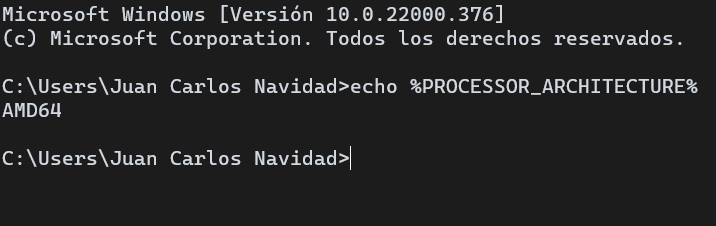 Microsoft Windows [Versión 10.0.22000.376]
(c) Microsoft Corporation. Todos los derechos reservados.
C:\Users\Juan Carlos Navidad>echo %PROCESSOR_ARCHITECTURE%
AMD64
C:\Users\Juan Carlos Navidad>